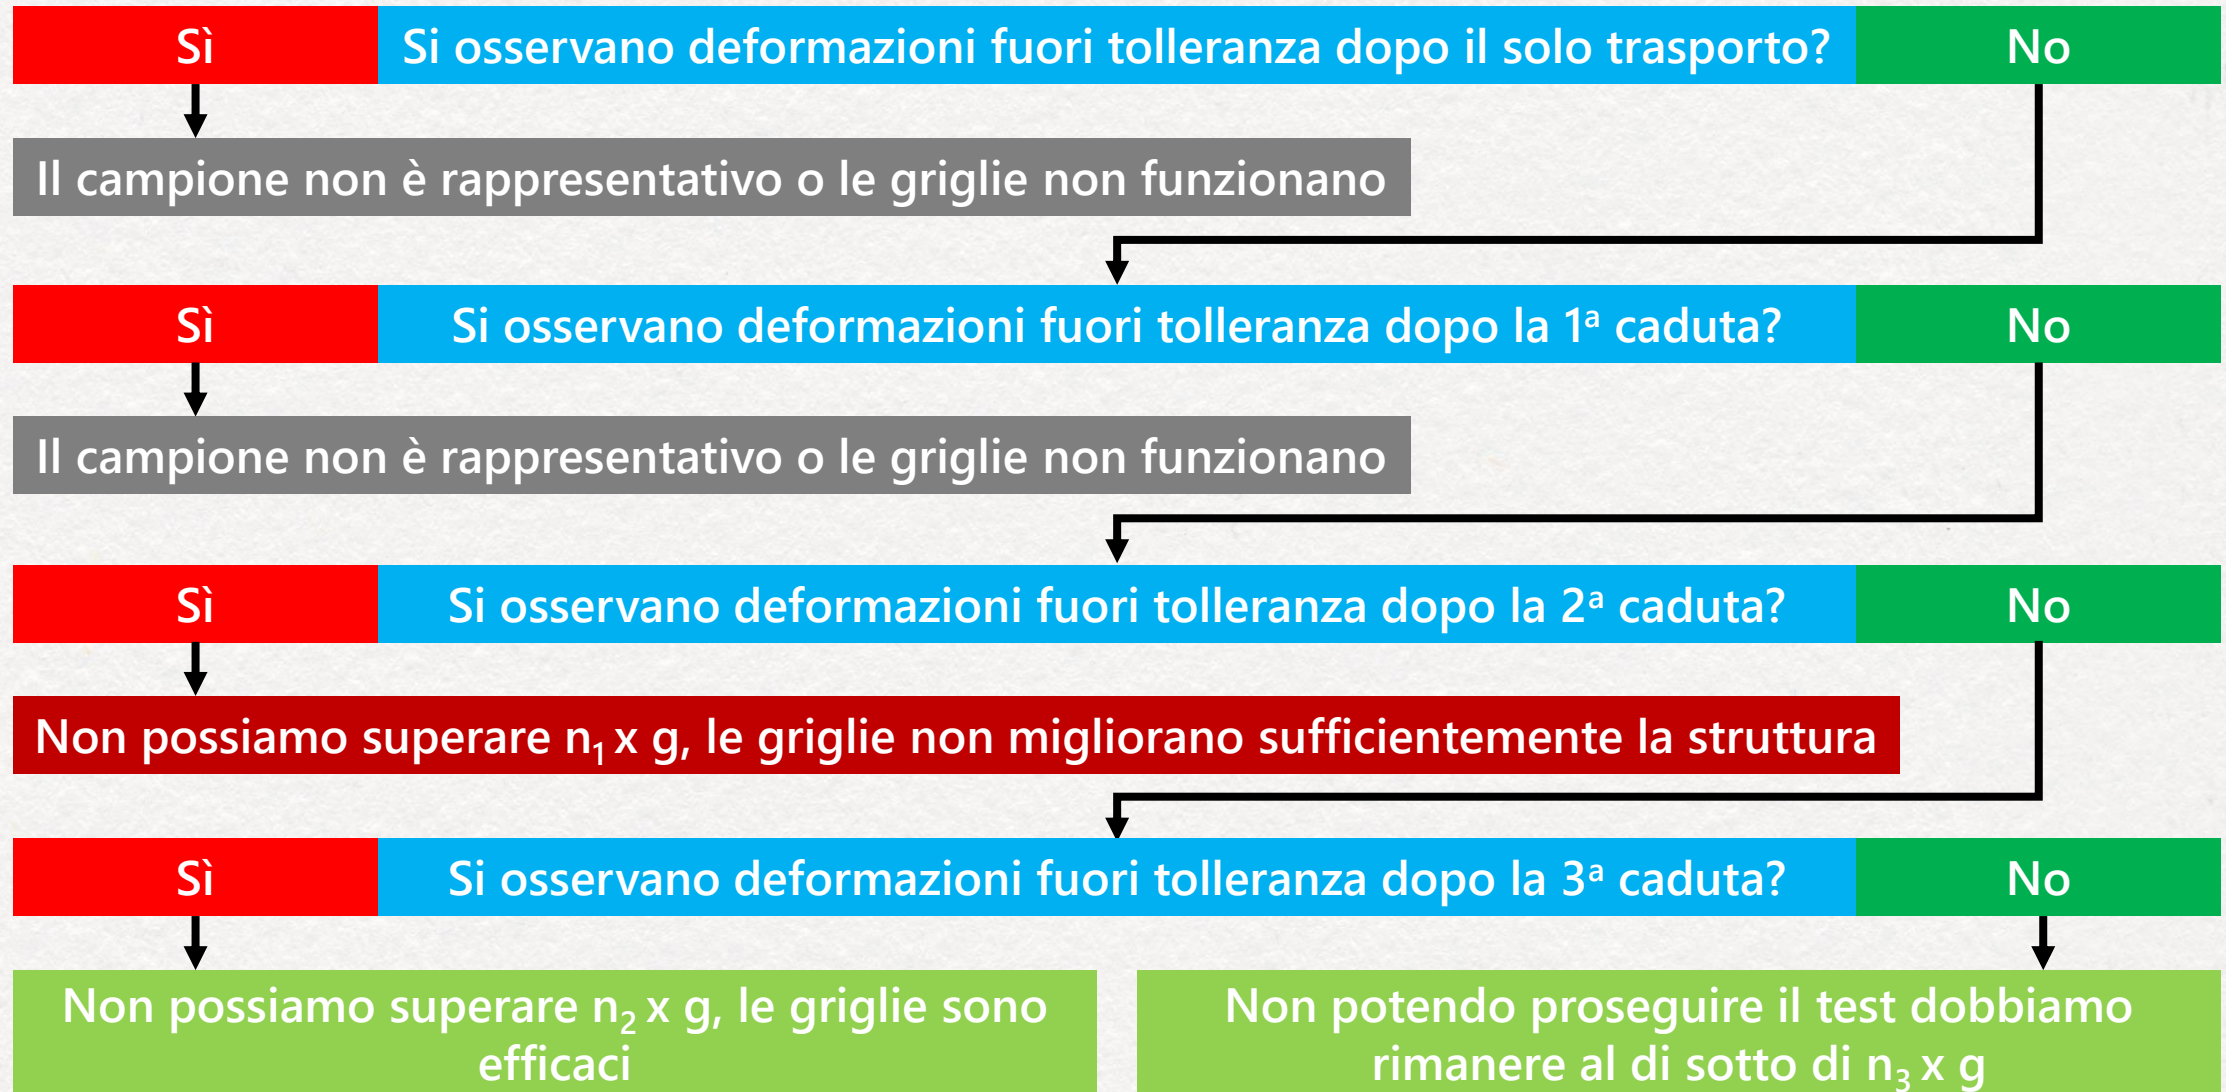 Sì Si osservano deformazioni fuori tolleranza dopo il solo trasporto? No
Il campione non è rappresentativo o le griglie non funzionano
Sì Si osservano deformazioni fuori tolleranza dopo la 1ª caduta? No
Il campione non è rappresentativo o le griglie non funzionano
Sì Si osservano deformazioni fuori tolleranza dopo la 2ª caduta? No
Non possiamo superare n₁ x g, le griglie non migliorano sufficientemente la struttura
Sì Si osservano deformazioni fuori tolleranza dopo la 3ª caduta? No
Non possiamo superare n₂ x g, le griglie sono
efficaci
Non potendo proseguire il test dobbiamo
rimanere al di sotto di n₃ x g